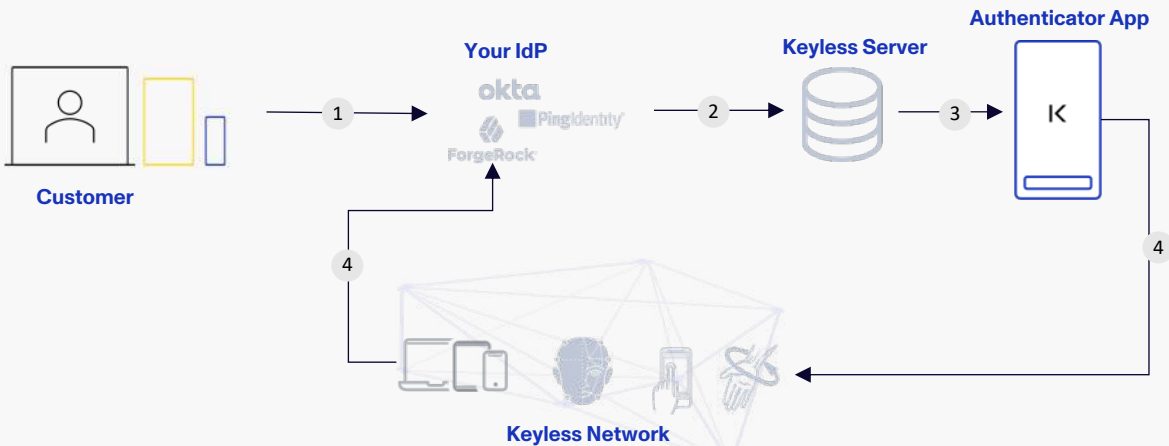 Authenticator App
Your IdP
Keyless Server
okta
PingIdentity
ForgeRock
1
2
3
K
Customer
4
4
Keyless Network